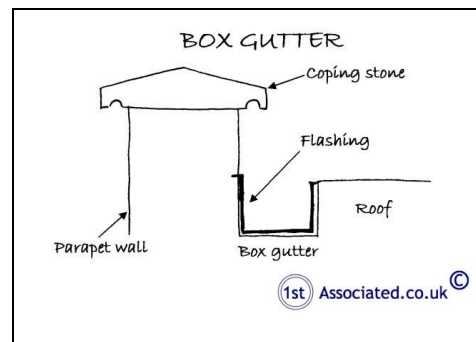 BOX GUTTER
Coping stone
Flashing
Roof
Parapet wall
Box gutter
1st Associated.co.uk ©